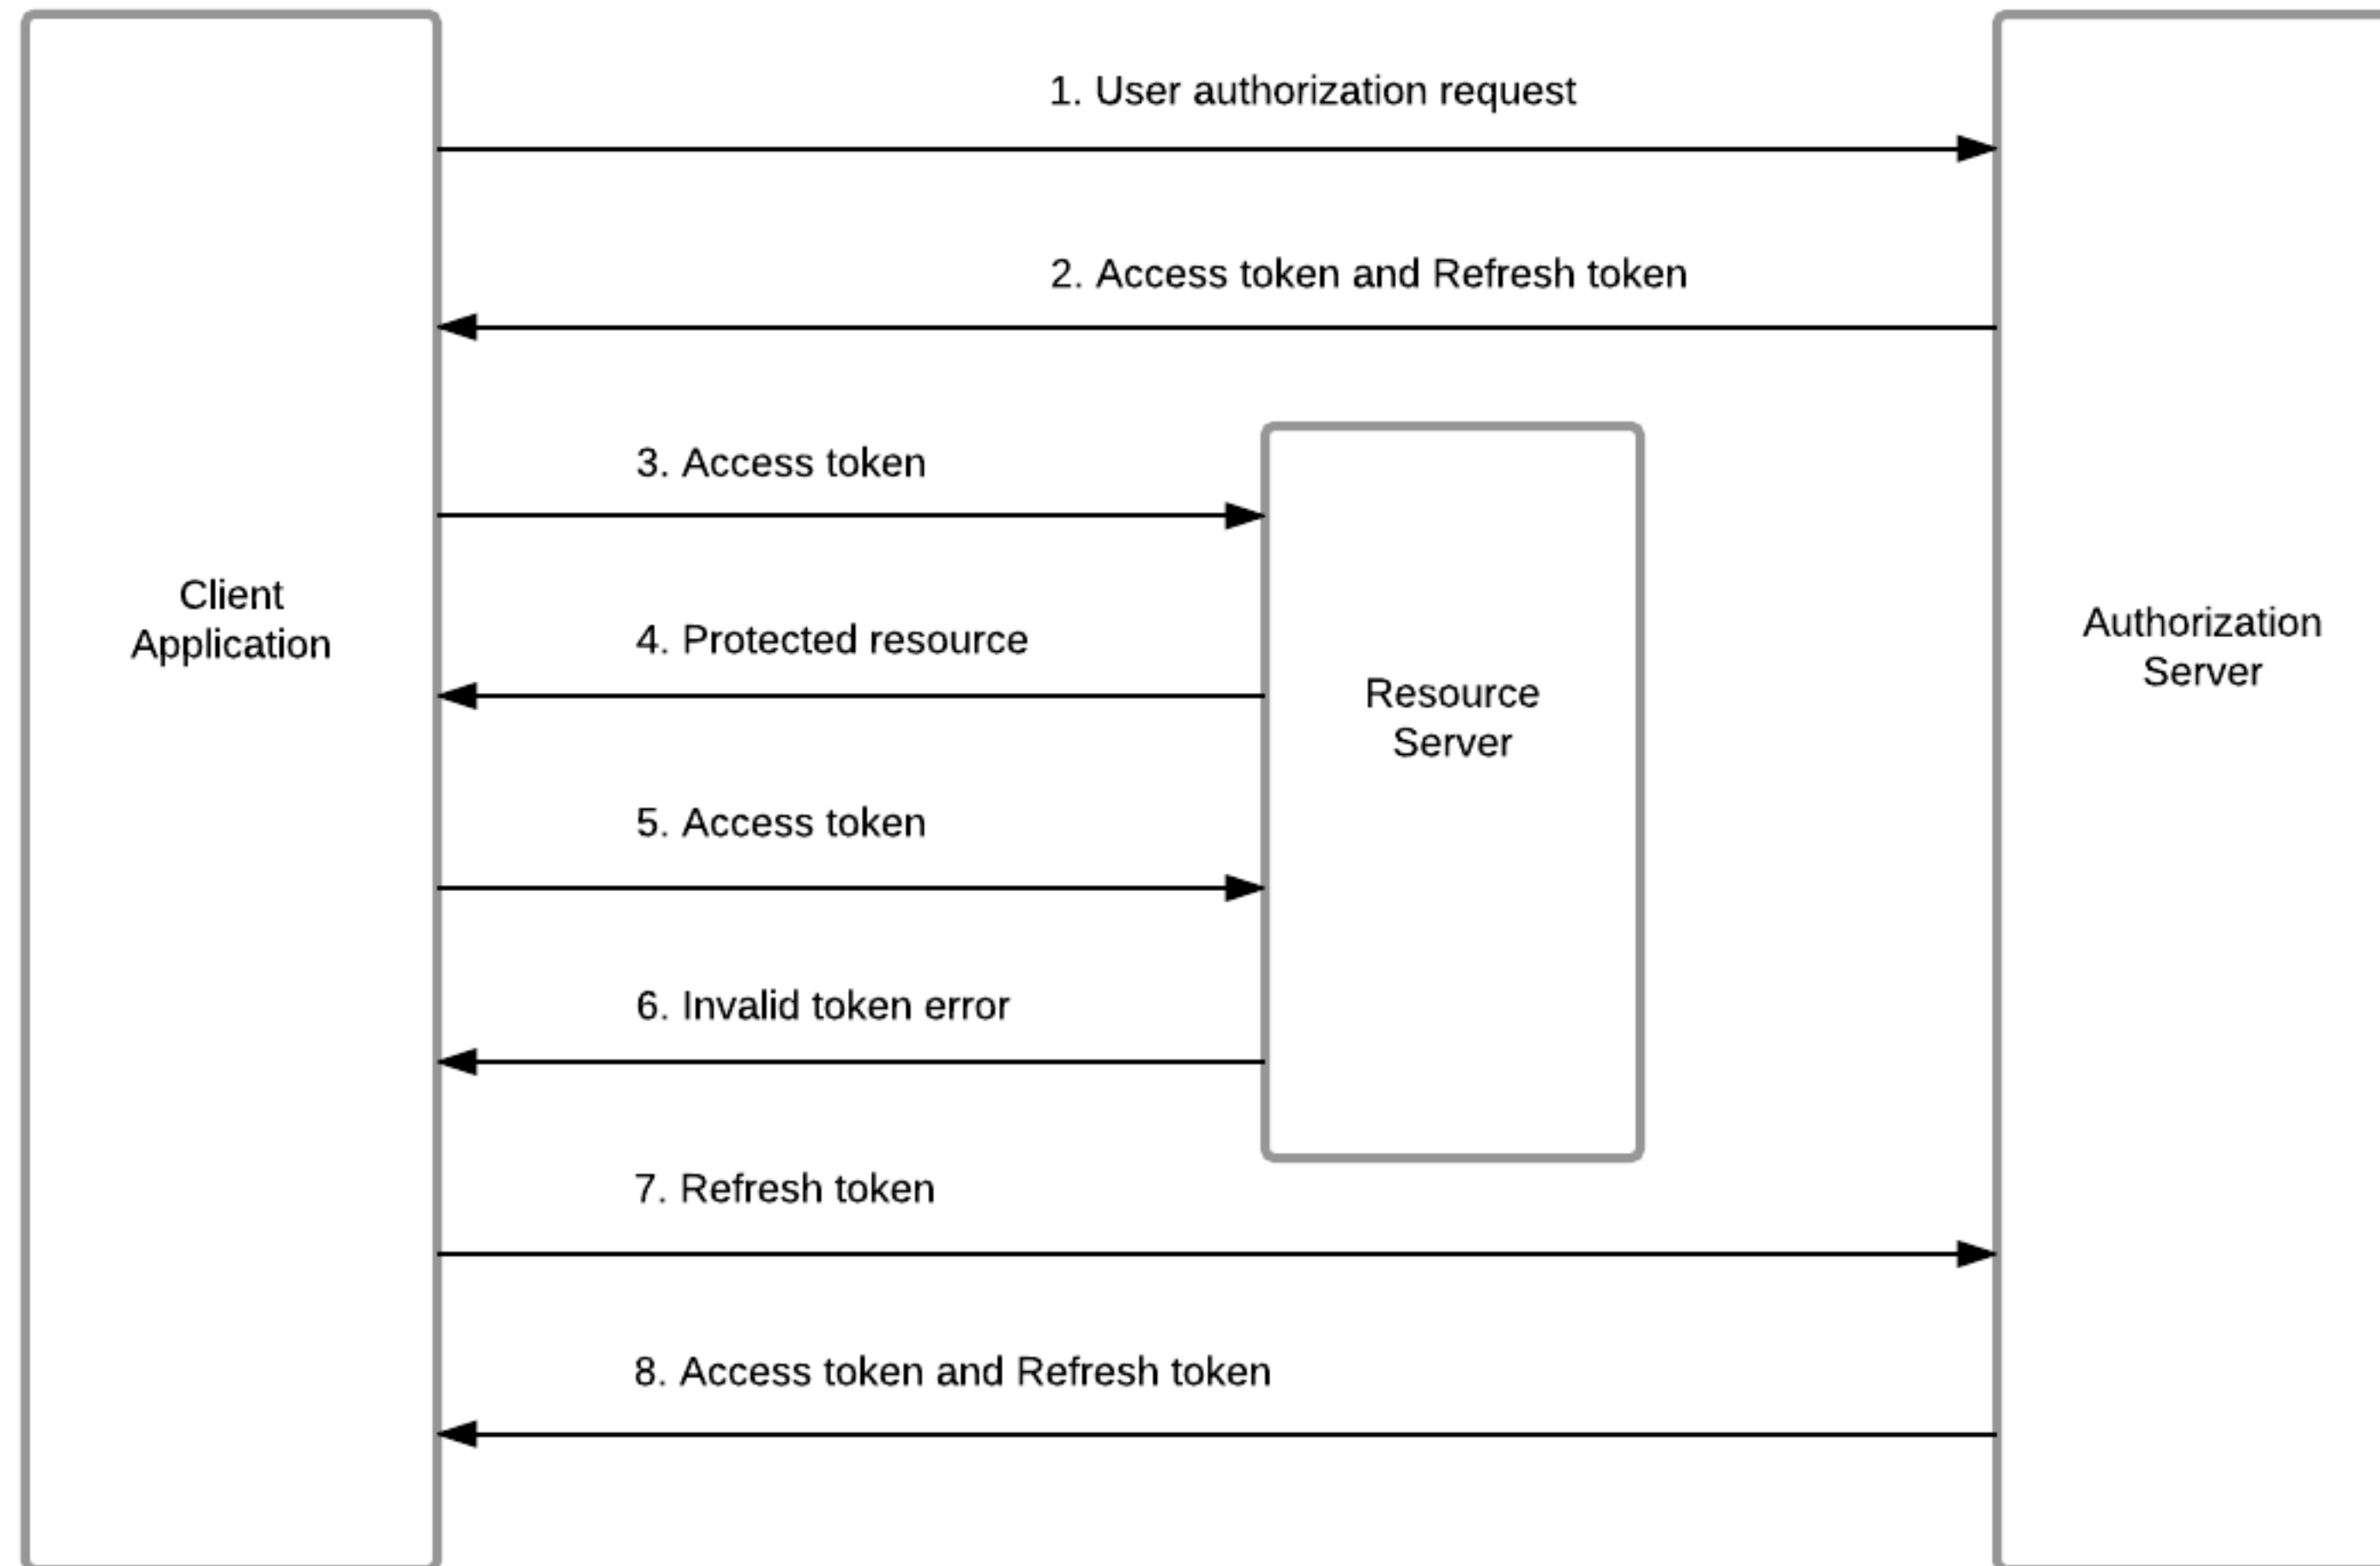 1. User authorization request
2. Access token and Refresh token
3. Access token
Client
Application
4. Protected resource
Authorization
Server
Resource
Server
5. Access token
6. Invalid token error
7. Refresh token
8. Access token and Refresh token